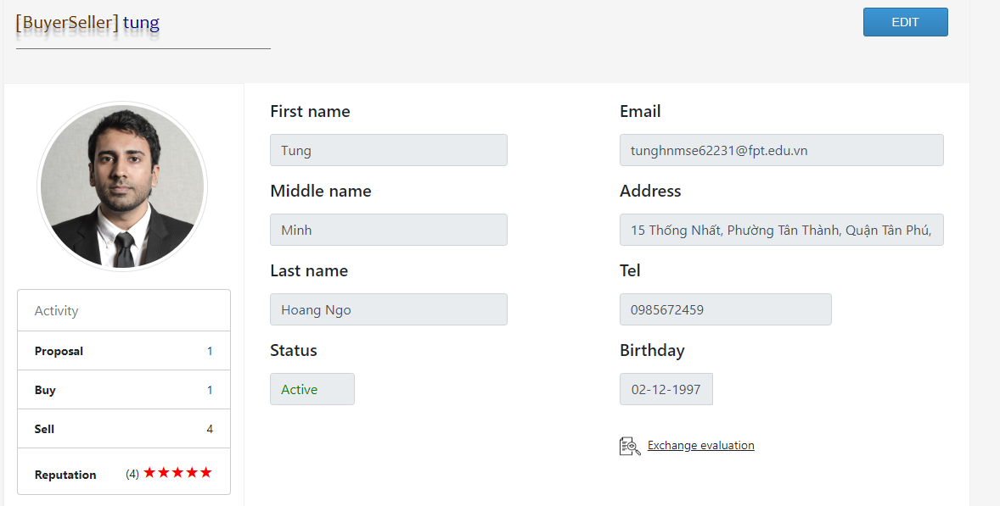 [BuyerSeller] tung
EDIT
First name
Tung
Middle name
Minh
Last name
Hoang Ngo
Status
Active
Email
tunghnmse62231@fpt.edu.vn
Address
15 Thống Nhất, Phường Tân Thành, Quận Tân Phú,
Tel
0985672459
Birthday
02-12-1997
Exchange evaluation
Activity
Proposal 1
Buy 1
Sell 4
Reputation (4) ★★★★★